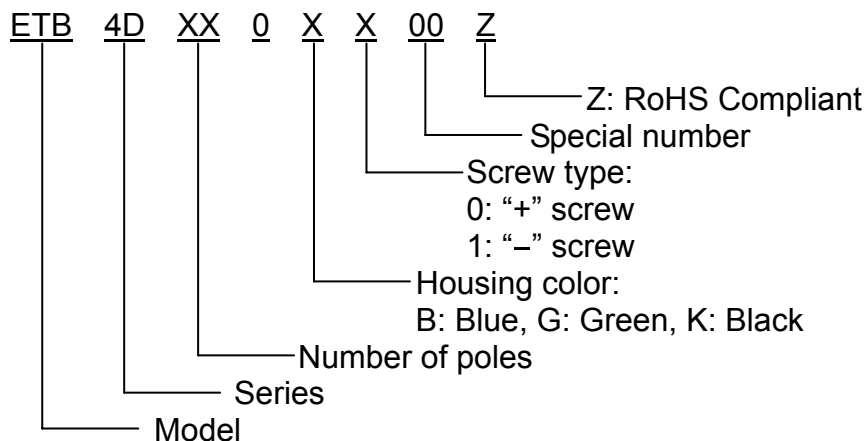 ETB 4D XX 0 X X 00 Z
Z: RoHS Compliant
Special number
Screw type:
0: “+” screw
1: “–” screw
Housing color:
B: Blue, G: Green, K: Black
Number of poles
Series
Model